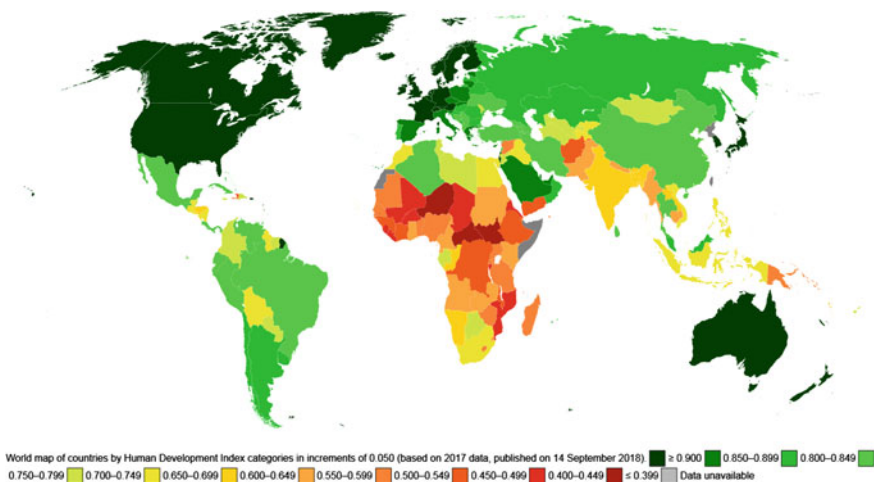 World map of countries by Human Development Index categories in increments of 0.050 (based on 2017 data, published on 14 September 2018). ≥ 0.900 0.850–0.899 0.800–0.849
0.750–0.799 0.700–0.749 0.650–0.699 0.600–0.649 0.550–0.599 0.500–0.549 0.450–0.499 0.400–0.449 ≤ 0.399 Data unavailable